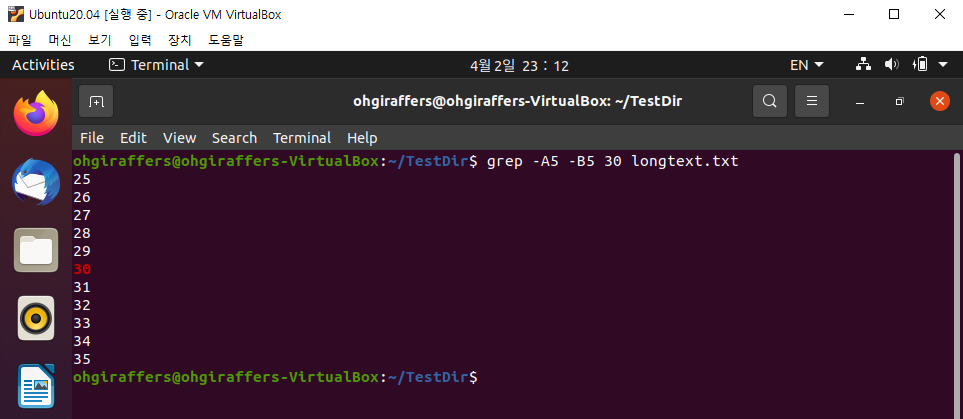 Ubuntu20.04 [실행 중] - Oracle VM VirtualBox
파일 머신 보기 입력 장치 도움말
Activities Terminal 4월 2일 23 : 12 EN
ohgiraffers@ohgiraffers-VirtualBox: ~/TestDir
File Edit View Search Terminal Help
ohgiraffers@ohgiraffers-VirtualBox:~/TestDir$ grep -A5 -B5 30 longtext.txt
25
26
27
28
29
30
31
32
33
34
35
ohgiraffers@ohgiraffers-VirtualBox:~/TestDir$